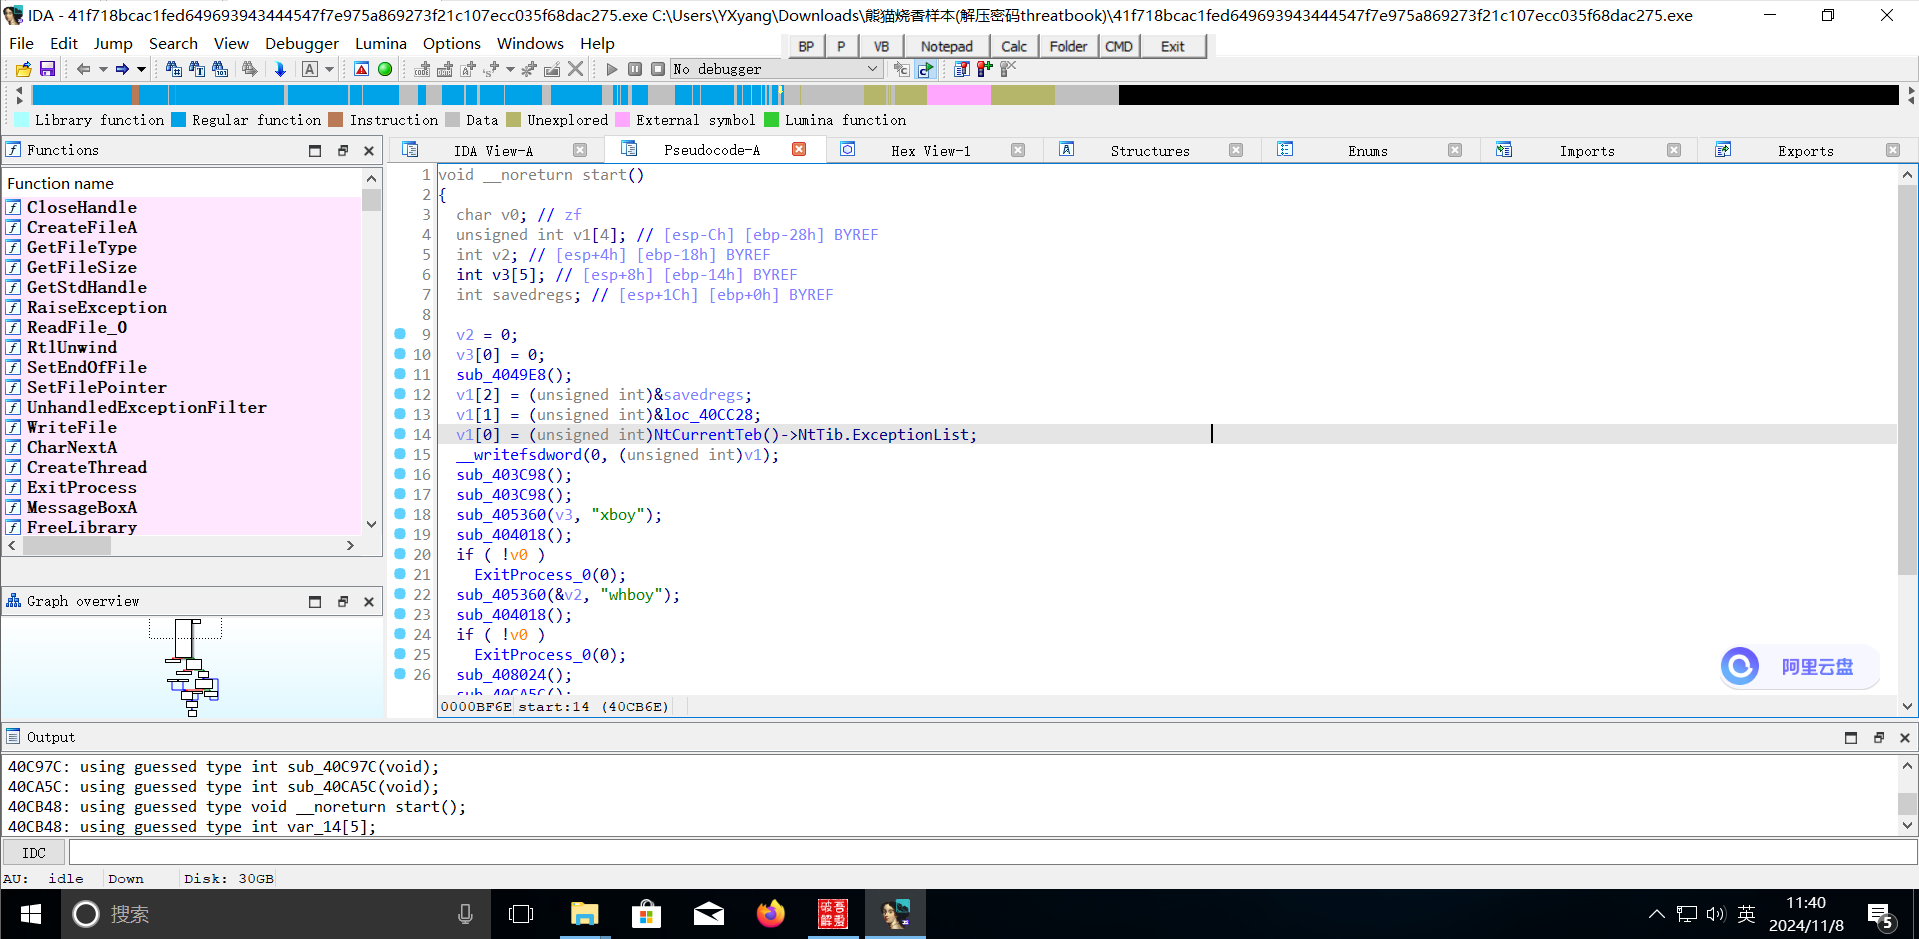 IDA - 41f718bcac1fed649693943444547f7e975a869273f21c107ecc035f68dac275.exe C:\Users\YXyang\Downloads\熊猫烧香样本(解压密码threatbook)\41f718bcac1fed649693943444547f7e975a869273f21c107ecc035f68dac275.exe
File Edit Jump Search View Debugger Lumina Options Windows Help
BP P VB Notepad Calc Folder CMD Exit
No debugger
Library function Regular function Instruction Data Unexplored External symbol Lumina function
Functions
IDA View-A Pseudocode-A Hex View-1 Structures Enums Imports Exports
Function name
CloseHandle
CreateFileA
GetFileType
GetFileSize
GetStdHandle
RaiseException
ReadFile_0
RtlUnwind
SetEndOfFile
SetFilePointer
UnhandledExceptionFilter
WriteFile
CharNextA
CreateThread
ExitProcess
MessageBoxA
FreeLibrary
Graph overview
1 void __noreturn start()
2 {
3 char v0; // zf
4 unsigned int v1[4]; // [esp-Ch] [ebp-28h] BYREF
5 int v2; // [esp+4h] [ebp-18h] BYREF
6 int v3[5]; // [esp+8h] [ebp-14h] BYREF
7 int savedregs; // [esp+1Ch] [ebp+0h] BYREF
8
9 v2 = 0;
10 v3[0] = 0;
11 sub_4049E8();
12 v1[2] = (unsigned int)&savedregs;
13 v1[1] = (unsigned int)&loc_40CC28;
14 v1[0] = (unsigned int)NtCurrentTeb()->NtTib.ExceptionList;
15 __writefsdword(0, (unsigned int)v1);
16 sub_403C98();
17 sub_403C98();
18 sub_405360(v3, "xboy");
19 sub_404018();
20 if ( !v0 )
21 ExitProcess_0(0);
22 sub_405360(&v2, "whboy");
23 sub_404018();
24 if ( !v0 )
25 ExitProcess_0(0);
26 sub_408024();
sub_40CA5C();
0000BF6E start:14 (40CB6E)
阿里云盘
Output
40C97C: using guessed type int sub_40C97C(void);
40CA5C: using guessed type int sub_40CA5C(void);
40CB48: using guessed type void __noreturn start();
40CB48: using guessed type int var_14[5];
IDC
AU: idle Down Disk: 30GB
搜索
吾爱破解
英
11:40
2024/11/8
5